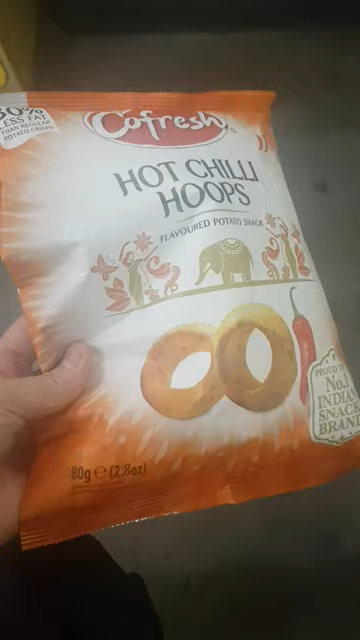 30%
LESS FAT
THAN REGULAR
POTATO CRISPS
Cofresh
HOT CHILLI
HOOPS
FLAVOURED POTATO SNACK
PROUD TO BE
No.1
INDIAN
SNACK
BRAND
80g e (2.8oz)